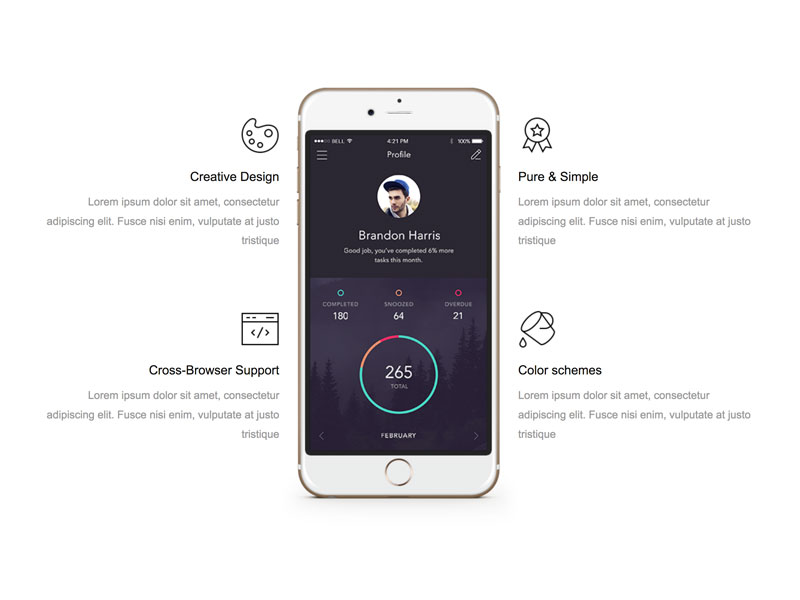 Creative Design
Lorem ipsum dolor sit amet, consectetur
adipiscing elit. Fusce nisi enim, vulputate at justo
tristique
Cross-Browser Support
Lorem ipsum dolor sit amet, consectetur
adipiscing elit. Fusce nisi enim, vulputate at justo
tristique
BELL 4:21 PM 100%
Profile
Brandon Harris
Good job, you've completed 6% more
tasks this month.
COMPLETED SNOOZED OVERDUE
180 64 21
265
TOTAL
FEBRUARY
Pure & Simple
Lorem ipsum dolor sit amet, consectetur
adipiscing elit. Fusce nisi enim, vulputate at justo
tristique
Color schemes
Lorem ipsum dolor sit amet, consectetur
adipiscing elit. Fusce nisi enim, vulputate at justo
tristique